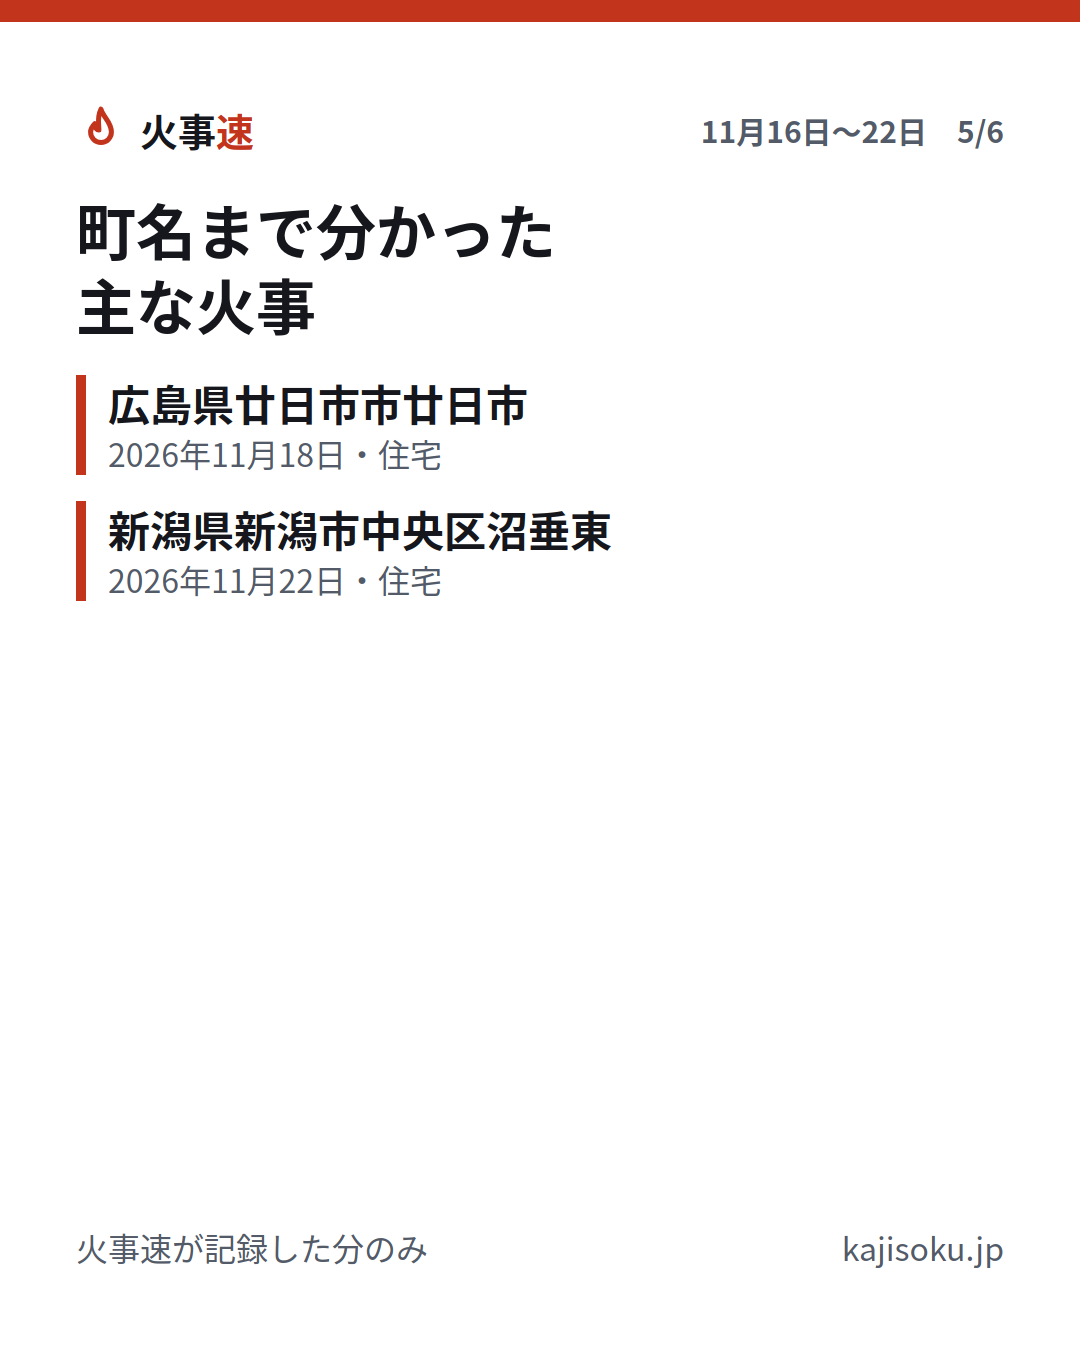 火事速
11月16日〜22日 5/6
町名まで分かった
主な火事
広島県廿日市市廿日市
2026年11月18日・住宅
新潟県新潟市中央区沼垂東
2026年11月22日・住宅
火事速が記録した分のみ
kajisoku.jp